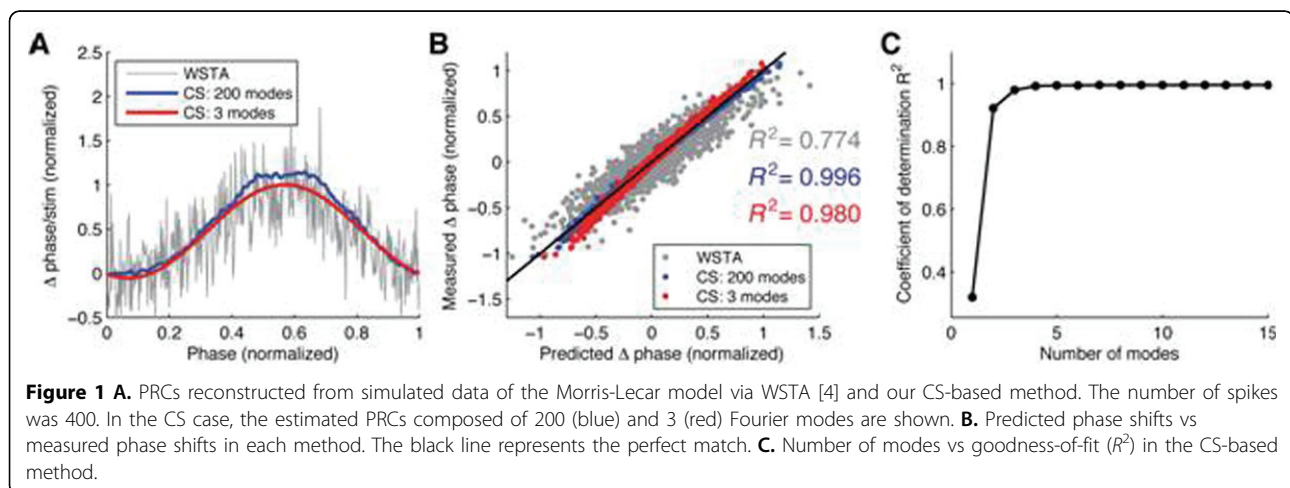 A
2.5
2
1.5
1
0.5
0
−0.5
Δ phase/stim (normalized)
WSTA
CS: 200 modes
CS: 3 modes
0 0.2 0.4 0.6 0.8 1
Phase (normalized)
B
1
0.5
0
−0.5
−1
−1.5
Measured Δ phase (normalized)
R² = 0.774
R² = 0.996
R² = 0.980
WSTA
CS: 200 modes
CS: 3 modes
−1 −0.5 0 0.5 1 1.5
Predicted Δ phase (normalized)
C
1
0.8
0.6
0.4
Coefficient of determination R²
0 5 10 15
Number of modes
Figure 1 A. PRCs reconstructed from simulated data of the Morris-Lecar model via WSTA [4] and our CS-based method. The number of spikes
was 400. In the CS case, the estimated PRCs composed of 200 (blue) and 3 (red) Fourier modes are shown. B. Predicted phase shifts vs
measured phase shifts in each method. The black line represents the perfect match. C. Number of modes vs goodness-of-fit (R²) in the CS-based
method.